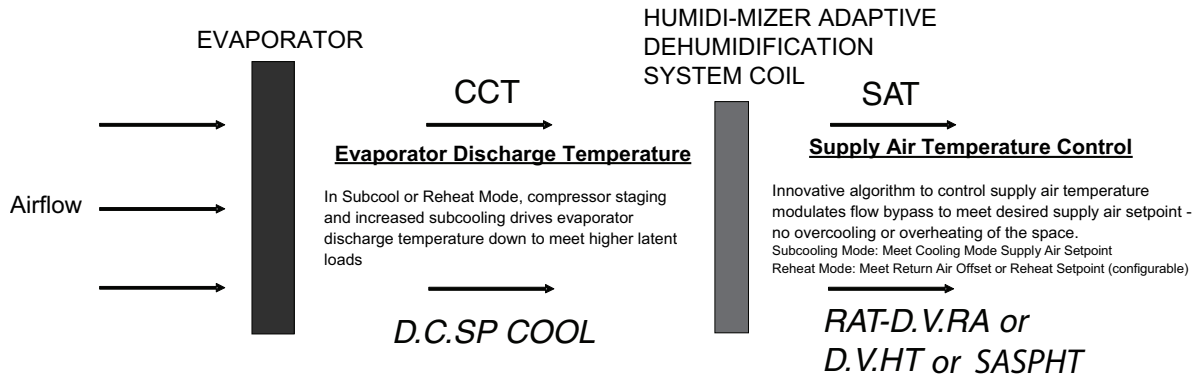 EVAPORATOR
HUMIDI-MIZER ADAPTIVE
DEHUMIDIFICATION
SYSTEM COIL
Airflow
CCT
Evaporator Discharge Temperature
In Subcool or Reheat Mode, compressor staging
and increased subcooling drives evaporator
discharge temperature down to meet higher latent
loads
D.C.SP COOL
SAT
Supply Air Temperature Control
Innovative algorithm to control supply air temperature
modulates flow bypass to meet desired supply air setpoint -
no overcooling or overheating of the space.
Subcooling Mode: Meet Cooling Mode Supply Air Setpoint
Reheat Mode: Meet Return Air Offset or Reheat Setpoint (configurable)
RAT-D.V.RA or
D.V.HT or SASPHT